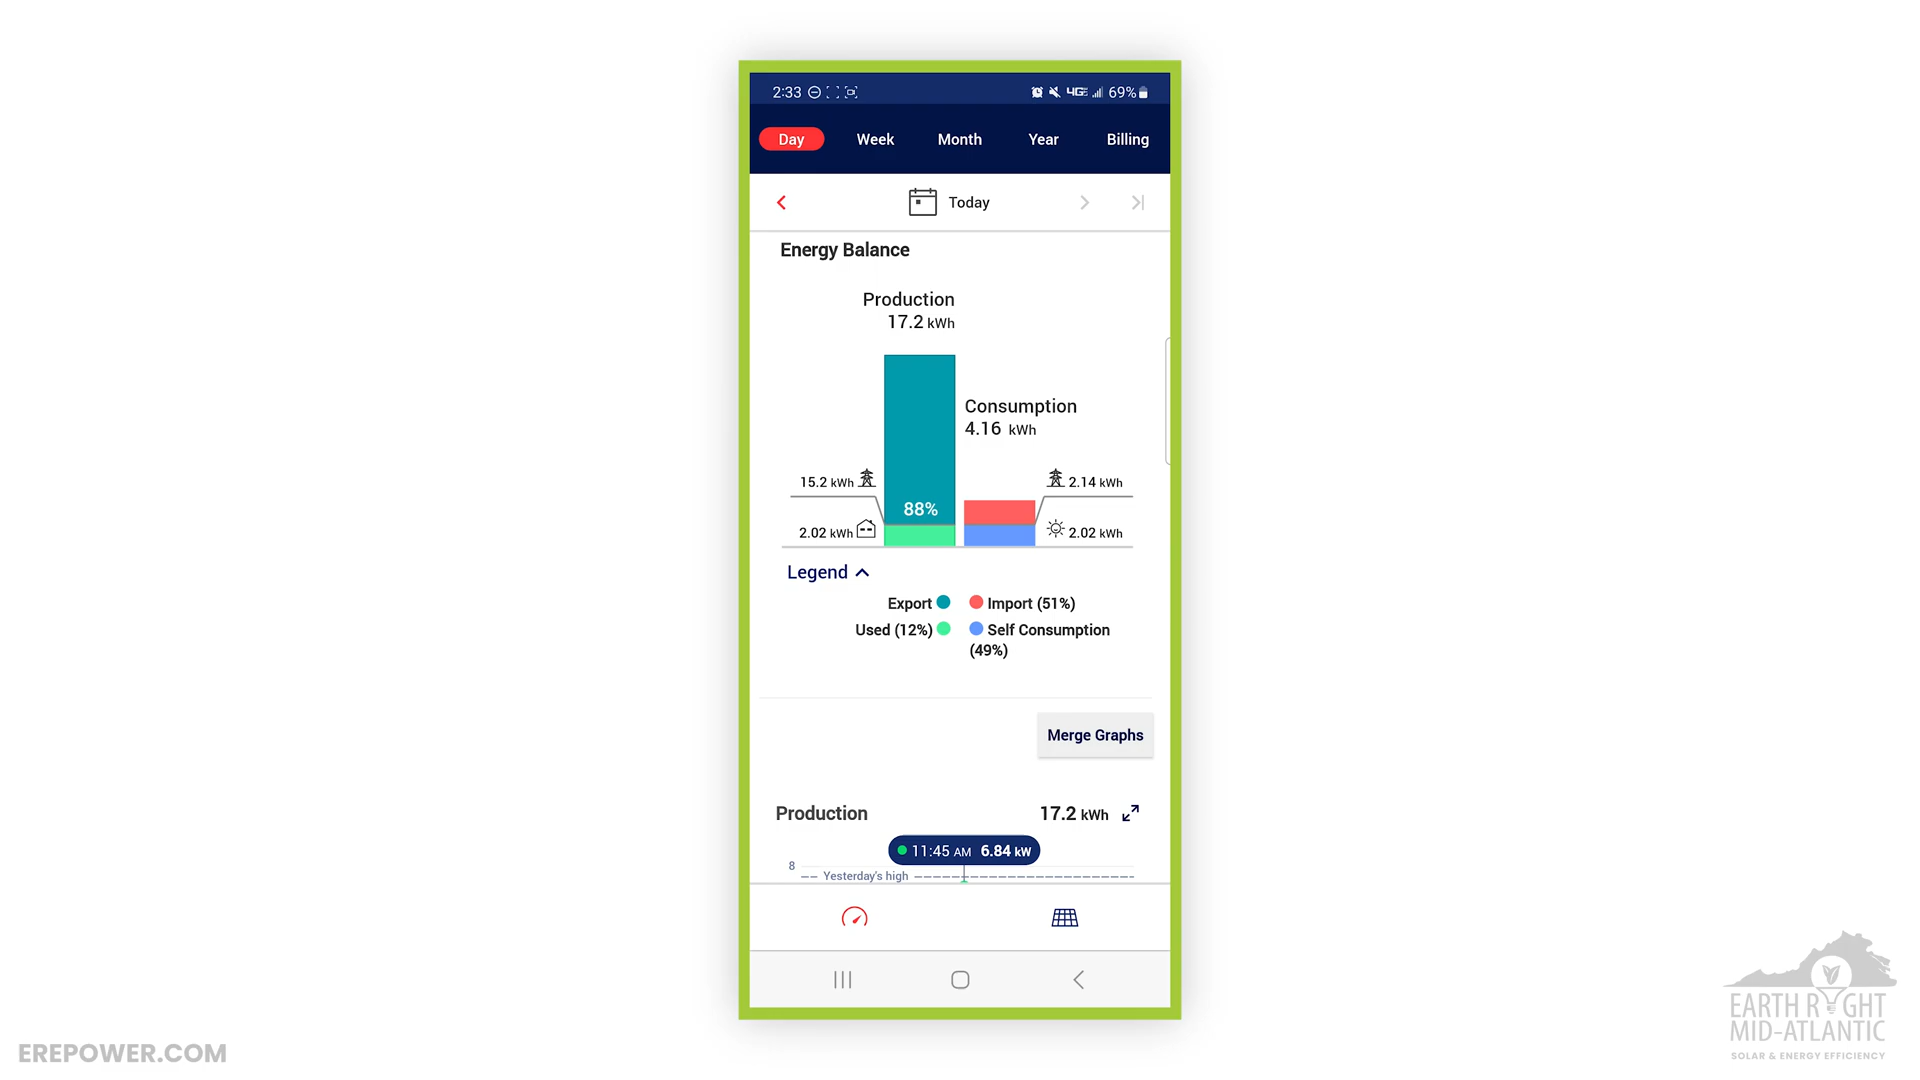 2:33 4GE 69%
Day Week Month Year Billing
Today
Energy Balance
Production
17.2 kWh
Consumption
4.16 kWh
15.2 kWh 2.14 kWh
88%
2.02 kWh 2.02 kWh
Legend
Export Import (51%)
Used (12%) Self Consumption
(49%)
Merge Graphs
Production 17.2 kWh
11:45 AM 6.84 kW
8
Yesterday's high
EARTH RIGHT
MID-ATLANTIC
SOLAR & ENERGY EFFICIENCY
EREPOWER.COM